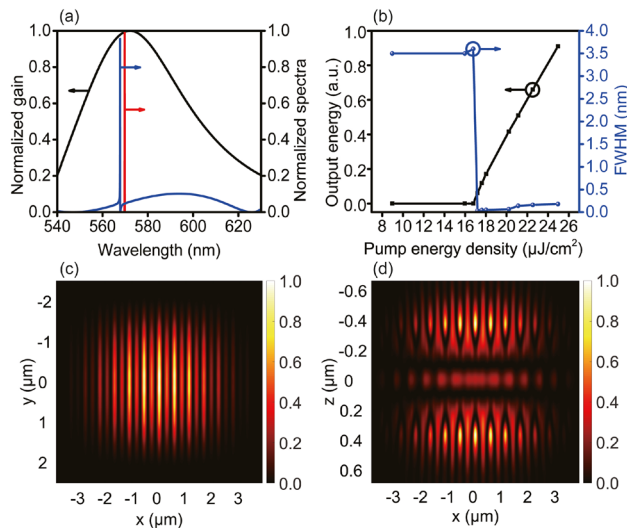 (a)
Normalized gain
1.0
0.8
0.6
0.4
0.2
0.0
540 560 580 600 620
Wavelength (nm)
1.0
0.8
0.6
0.4
0.2
0.0
Normalized spectra
(b)
Output energy (a.u.)
1.0
0.8
0.6
0.4
0.2
0.0
8 10 12 14 16 18 20 22 24 26
Pump energy density (μJ/cm²)
4.0
3.5
3.0
2.5
2.0
1.5
1.0
0.5
0.0
FWHM (nm)
(c)
y (μm)
-2
-1
0
1
2
-3 -2 -1 0 1 2 3
x (μm)
1.0
0.8
0.6
0.4
0.2
0.0
(d)
z (μm)
-0.6
-0.4
-0.2
0
0.2
0.4
0.6
-3 -2 -1 0 1 2 3
x (μm)
1.0
0.8
0.6
0.4
0.2
0.0